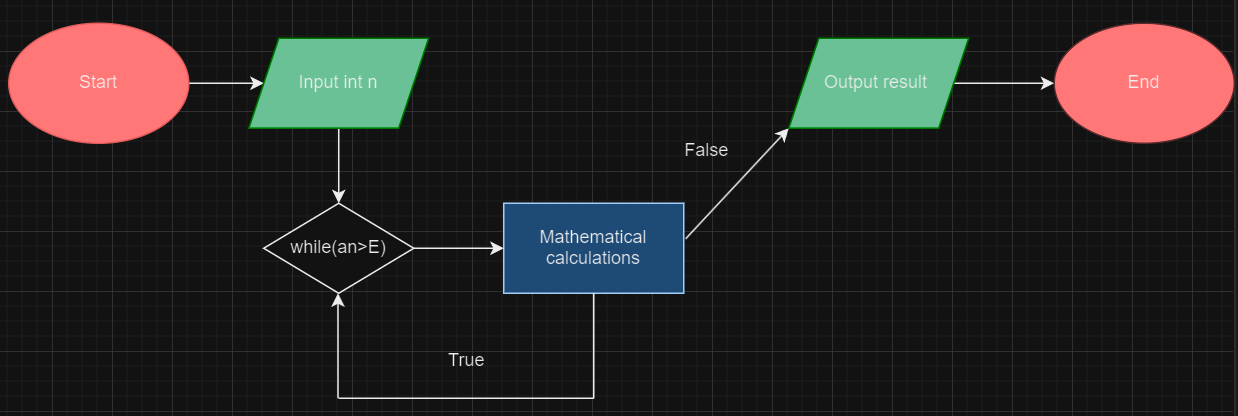 Start
Input int n
Output result
End
False
while(an>E)
Mathematical
calculations
True